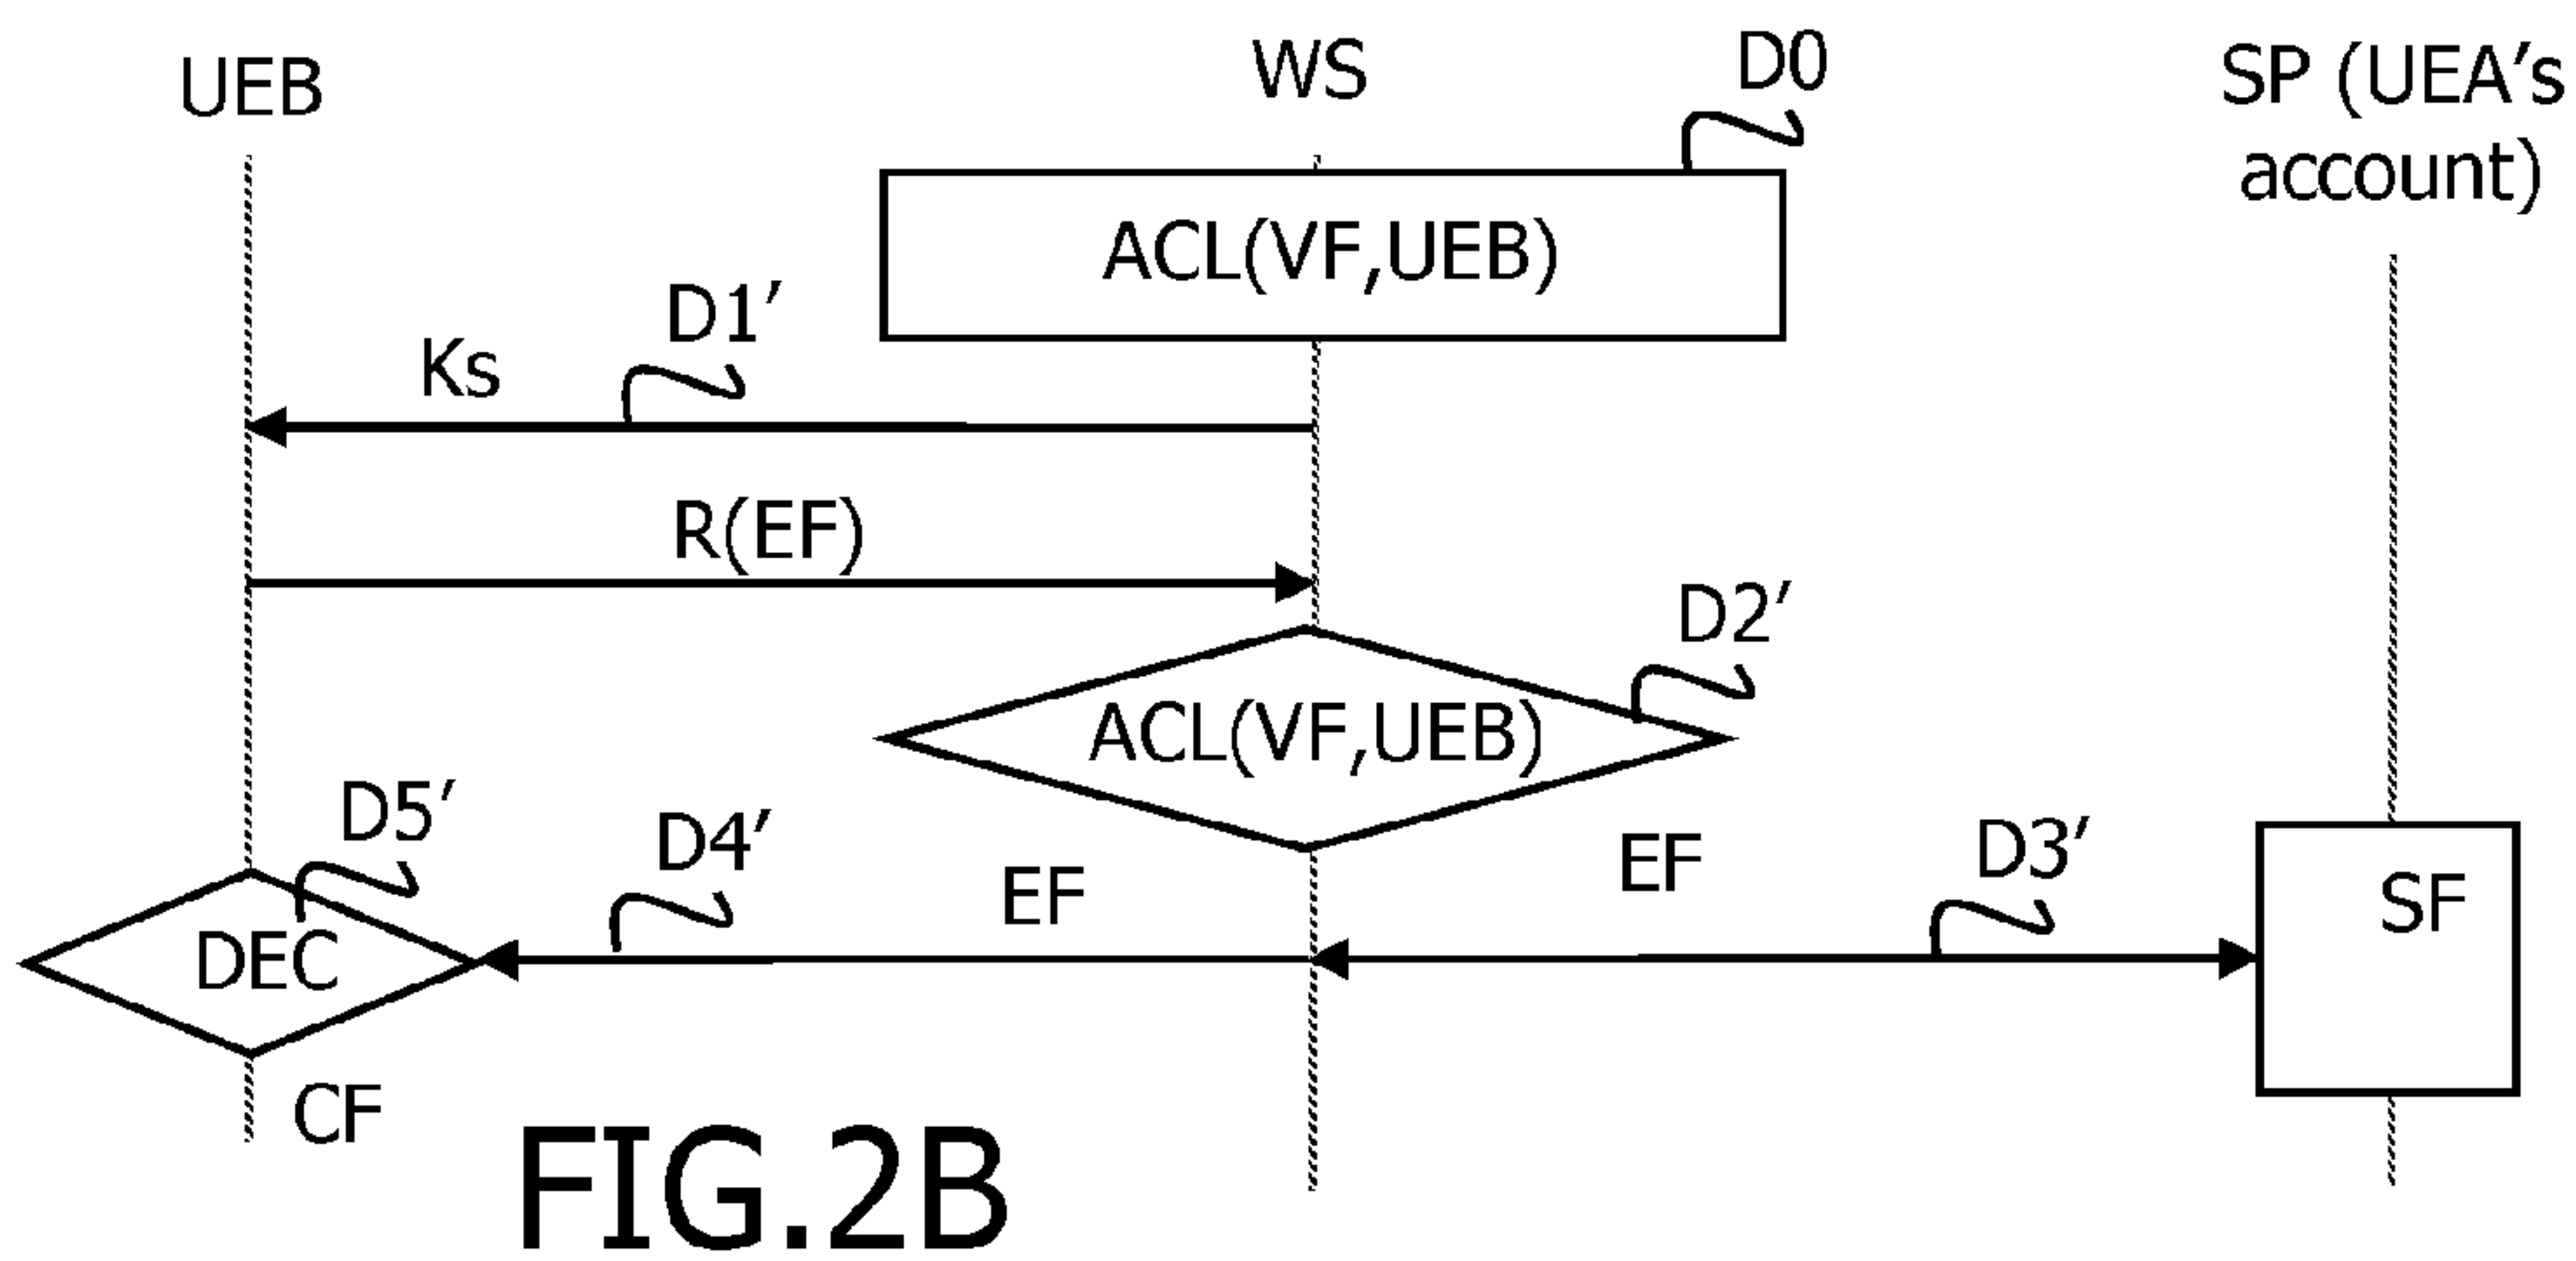 UEB
WS
D0
SP (UEA's
account)
ACL(VF,UEB)
D1'
Ks
R(EF)
D2'
ACL(VF,UEB)
D5'
D4'
EF
EF
D3'
SF
DEC
CF
FIG.2B